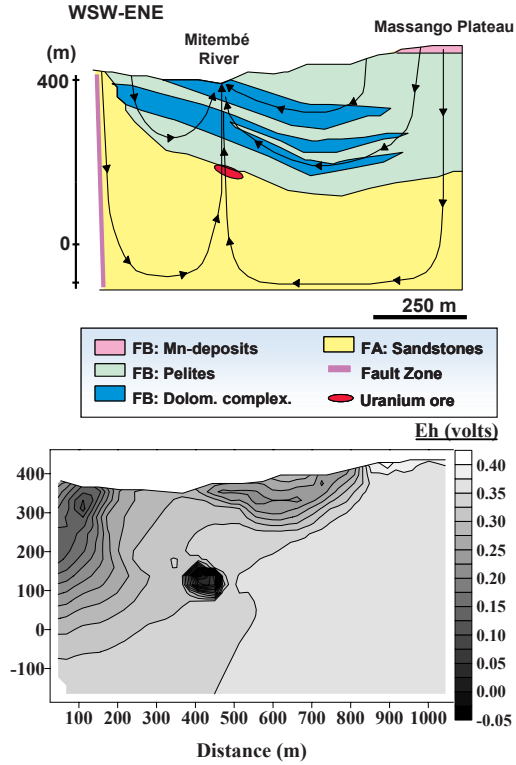 WSW-ENE
Massango Plateau
(m)
Mitembé
River
400
0
250 m
FB: Mn-deposits
FA: Sandstones
FB: Pelites
Fault Zone
FB: Dolom. complex.
Uranium ore
Eh (volts)
400
300
200
100
0
-100
0.40
0.35
0.30
0.25
0.20
0.15
0.10
0.05
0.00
-0.05
100 200 300 400 500 600 700 800 900 1000
Distance (m)